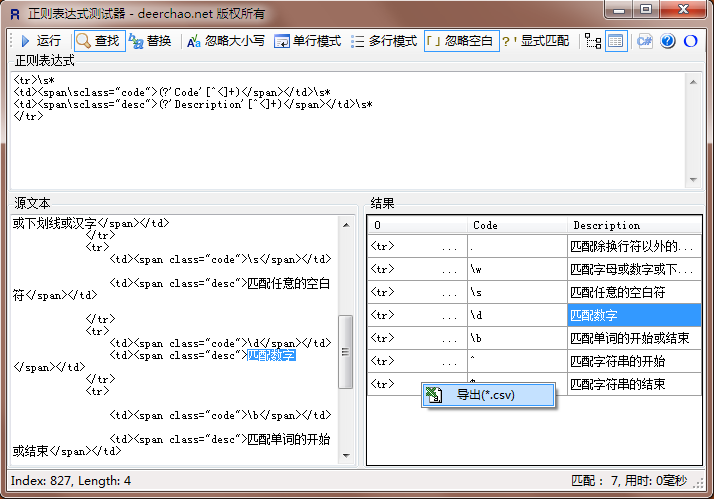 正则表达式测试器 - deerchao.net 版权所有
运行 查找 替换 忽略大小写 单行模式 多行模式 忽略空白 显式匹配
正则表达式
<tr>\s*
<td><span\sclass="code">(?'Code'[^<]+)</span></td>\s*
<td><span\sclass="desc">(?'Description'[^<]+)</span></td>\s*
</tr>
源文本
或下划线或汉字</span></td>
</tr>
<tr>
<td><span class="code">\s</span></td>
<td><span class="desc">匹配任意的空白
符</span></td>
</tr>
<tr>
<td><span class="code">\d</span></td>
<td><span class="desc">匹配数字
</span></td>
</tr>
<tr>
<td><span class="code">\b</span></td>
<td><span class="desc">匹配单词的开始
或结束</span></td>
结果
0 Code Description
<tr> ... . 匹配除换行符以外的...
<tr> ... \w 匹配字母或数字或下...
<tr> ... \s 匹配任意的空白符
<tr> ... \d 匹配数字
<tr> ... \b 匹配单词的开始或结束
<tr> ... ^ 匹配字符串的开始
<tr> 匹配字符串的结束
导出(*.csv)
Index: 827, Length: 4
匹配： 7, 用时: 0毫秒